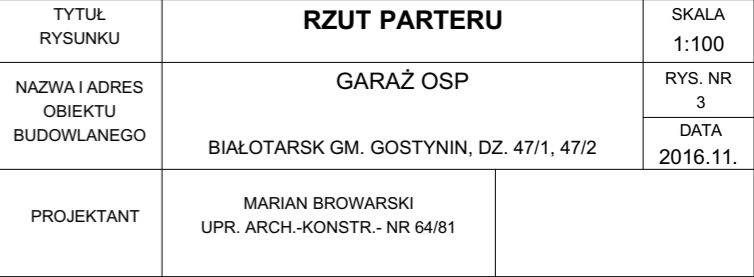 TYTUŁ
RYSUNKU
RZUT PARTERU
SKALA
1:100
NAZWA I ADRES
OBIEKTU
BUDOWLANEGO
GARAŻ OSP
BIAŁOTARSK GM. GOSTYNIN, DZ. 47/1, 47/2
RYS. NR
3
DATA
2016.11.
PROJEKTANT
MARIAN BROWARSKI
UPR. ARCH.-KONSTR.- NR 64/81